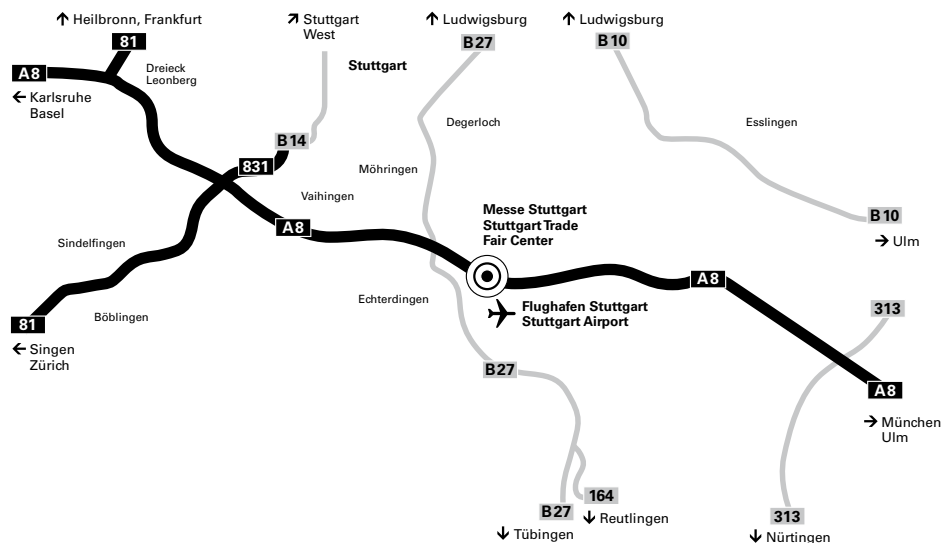 Heilbronn, Frankfurt
81
A8
Karlsruhe
Basel
Dreieck
Leonberg
Stuttgart
West
Stuttgart
Ludwigsburg
B27
Ludwigsburg
B10
Degerloch
Esslingen
B14
831
Möhringen
Vaihingen
A8
Messe Stuttgart
Stuttgart Trade
Fair Center
B10
Ulm
Sindelfingen
Echterdingen
A8
Flughafen Stuttgart
Stuttgart Airport
313
81
Böblingen
Singen
Zürich
B27
A8
München
Ulm
164
B27
Reutlingen
Tübingen
313
Nürtingen